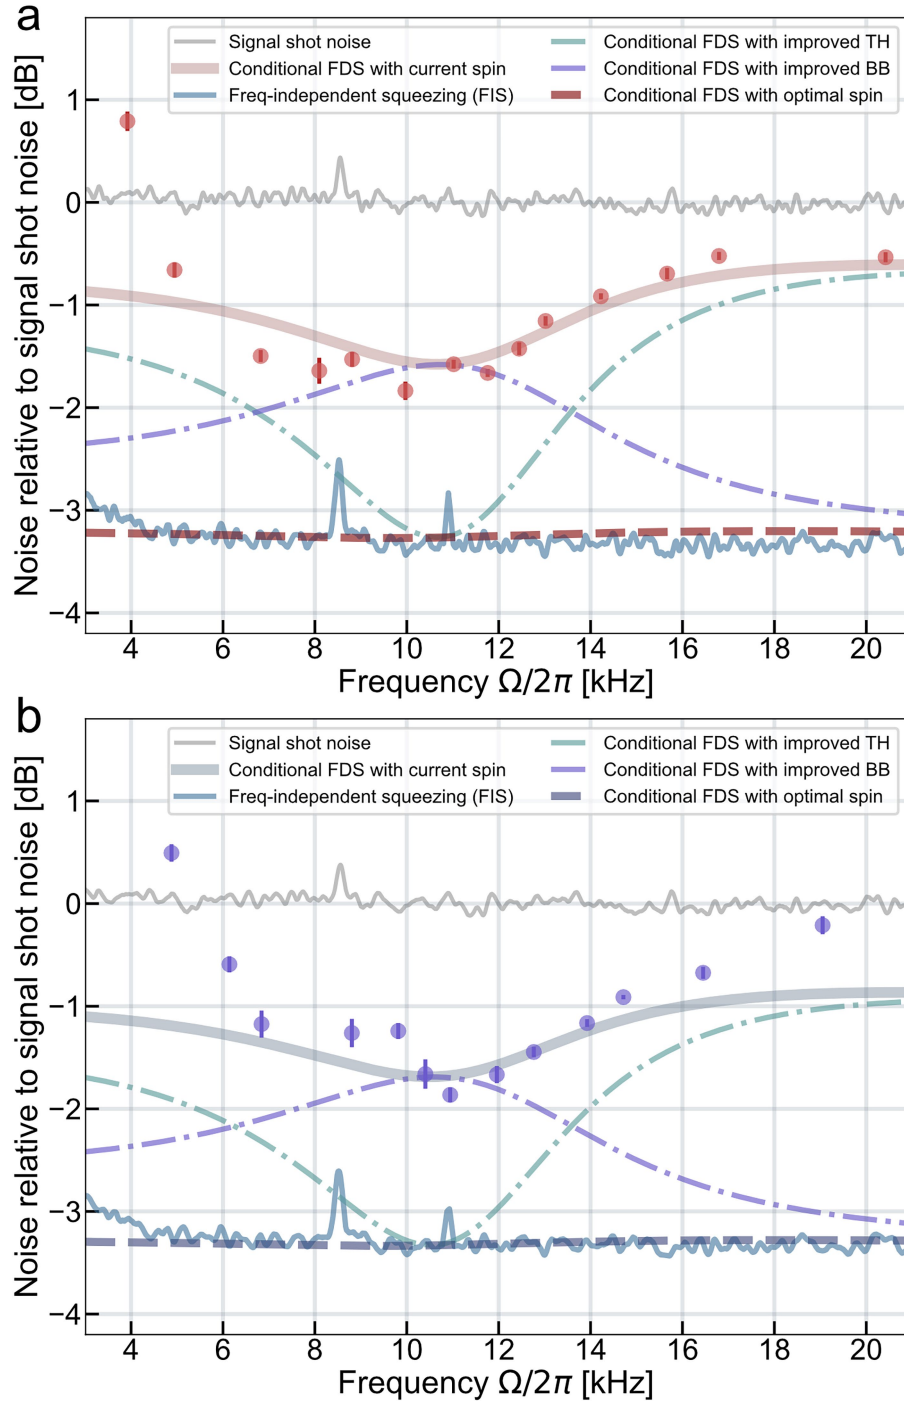 a
Noise relative to signal shot noise [dB]
Signal shot noise
Conditional FDS with current spin
Freq-independent squeezing (FIS)
Conditional FDS with improved TH
Conditional FDS with improved BB
Conditional FDS with optimal spin
1
0
−1
−2
−3
−4
4 6 8 10 12 14 16 18 20
Frequency Ω/2π [kHz]
b
Noise relative to signal shot noise [dB]
Signal shot noise
Conditional FDS with current spin
Freq-independent squeezing (FIS)
Conditional FDS with improved TH
Conditional FDS with improved BB
Conditional FDS with optimal spin
1
0
−1
−2
−3
−4
4 6 8 10 12 14 16 18 20
Frequency Ω/2π [kHz]